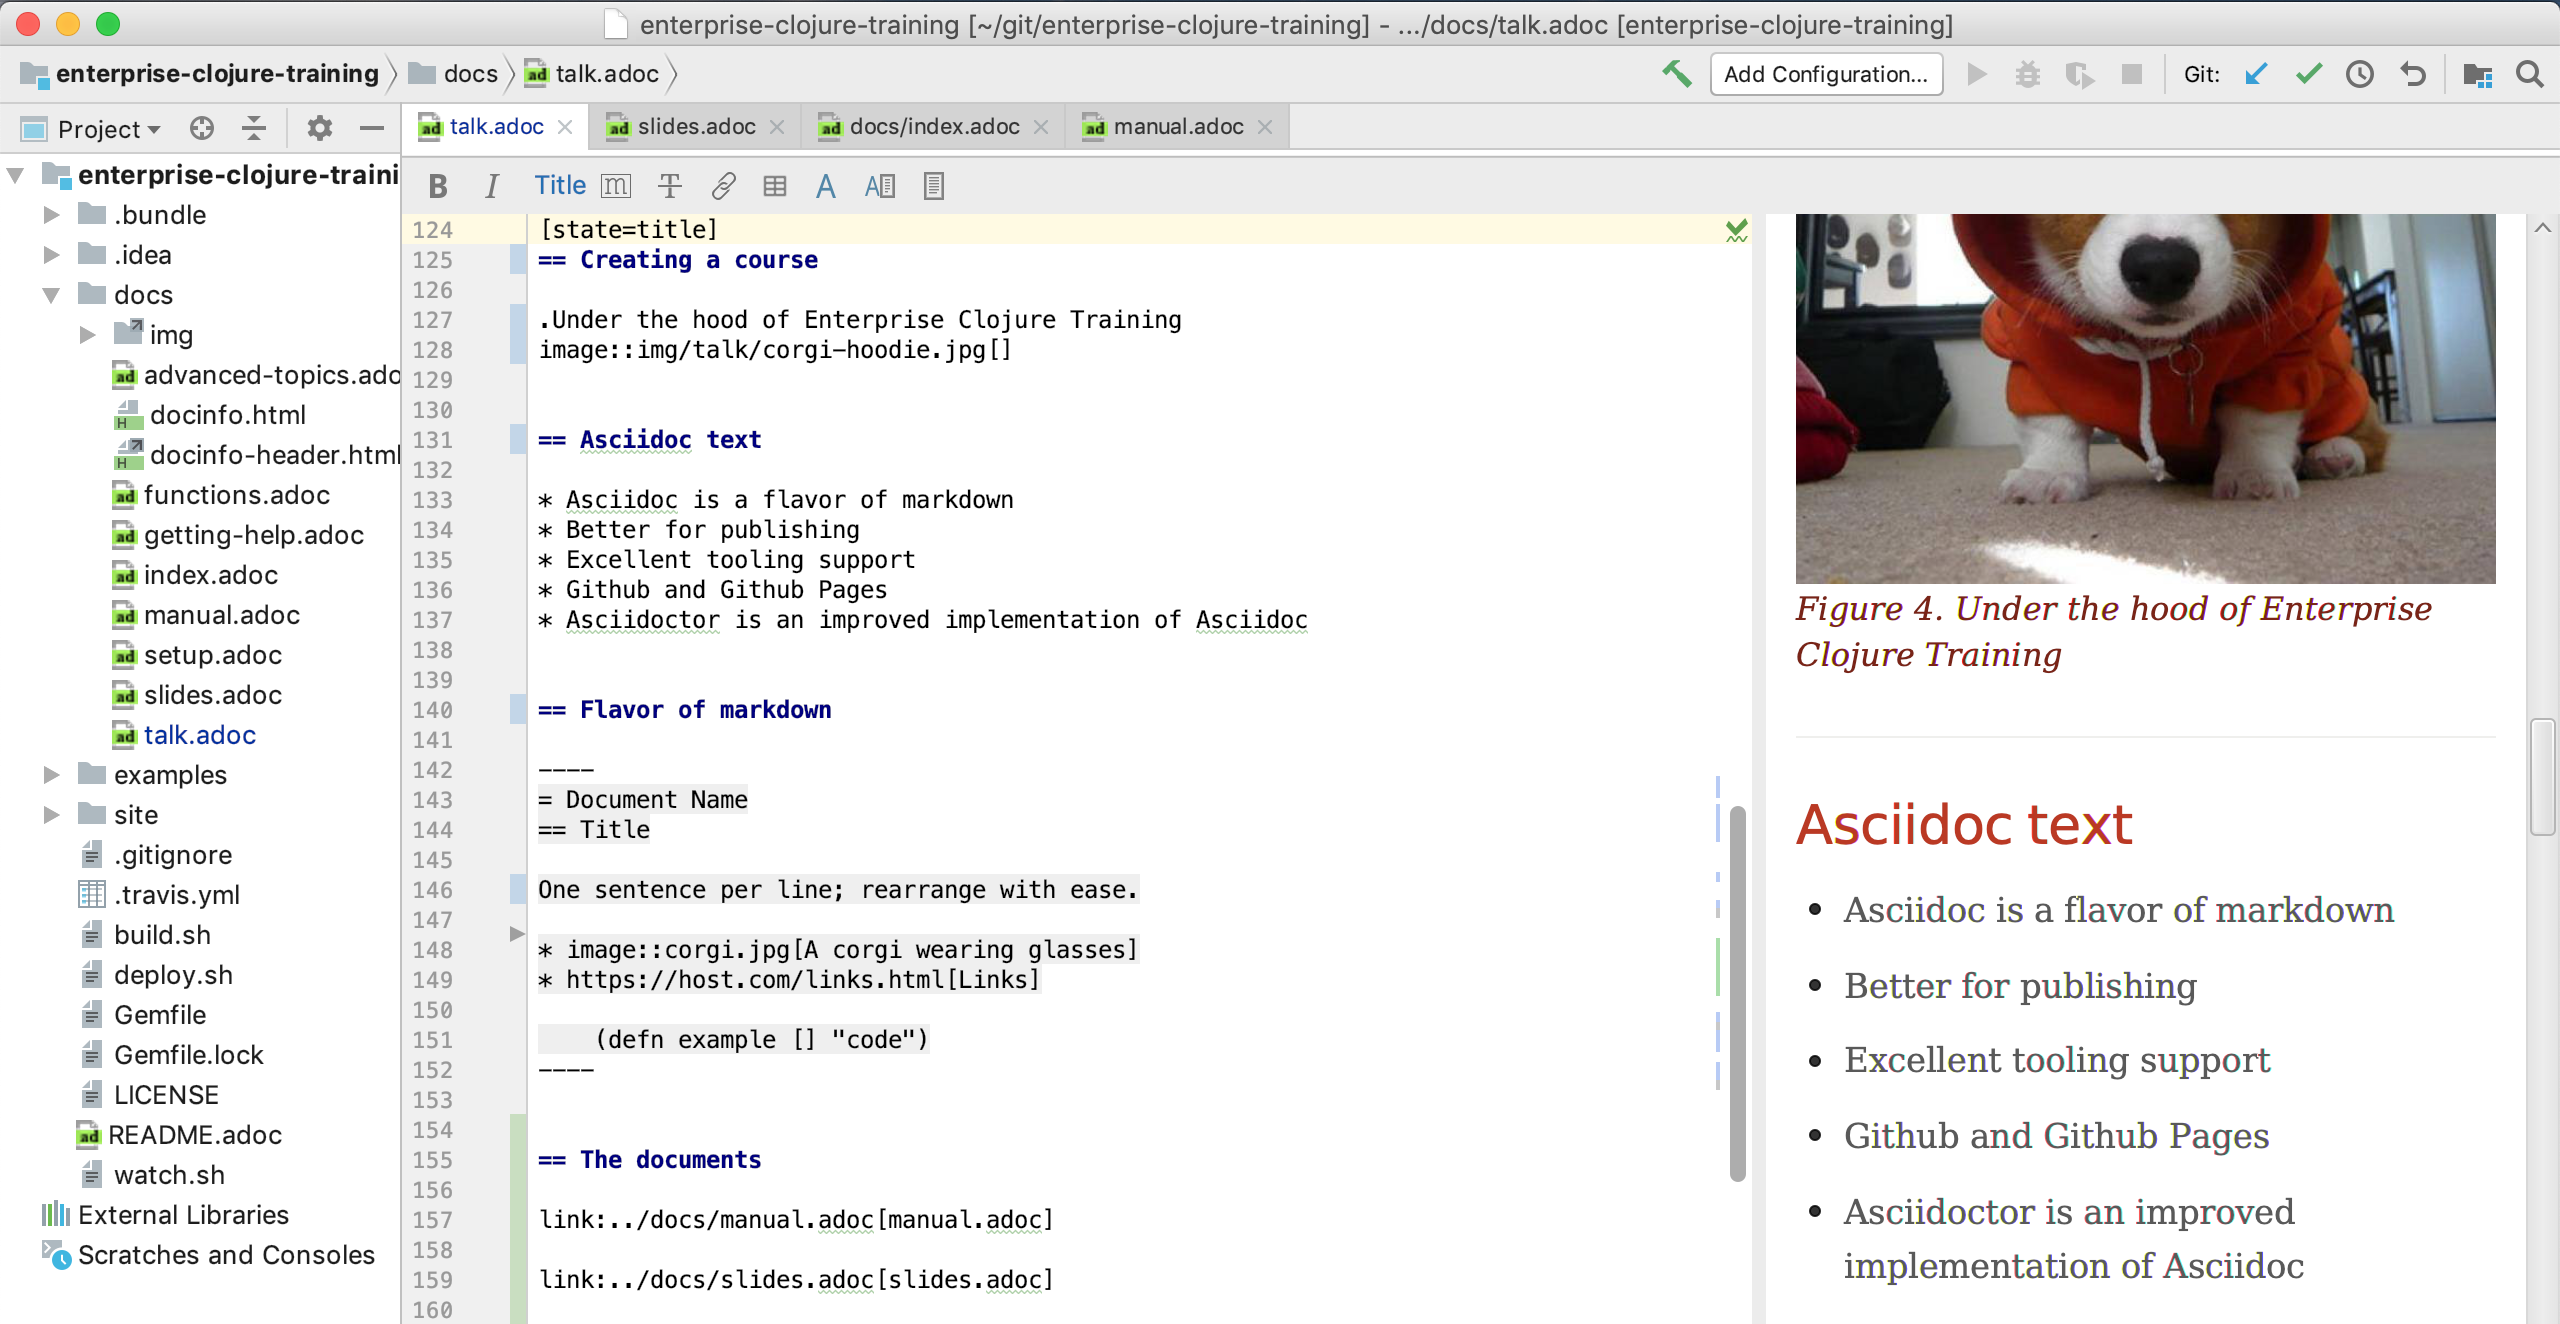 enterprise-clojure-training [~/git/enterprise-clojure-training] - .../docs/talk.adoc [enterprise-clojure-training]
enterprise-clojure-training docs talk.adoc Add Configuration... Git:
Project
talk.adoc slides.adoc docs/index.adoc manual.adoc
B I Title m T A A
enterprise-clojure-traini
.bundle
.idea
docs
img
advanced-topics.adoc
docinfo.html
docinfo-header.html
functions.adoc
getting-help.adoc
index.adoc
manual.adoc
setup.adoc
slides.adoc
talk.adoc
examples
site
.gitignore
.travis.yml
build.sh
deploy.sh
Gemfile
Gemfile.lock
LICENSE
README.adoc
watch.sh
External Libraries
Scratches and Consoles
124 [state=title]
125 == Creating a course
126
127 .Under the hood of Enterprise Clojure Training
128 image::img/talk/corgi-hoodie.jpg[]
129
130
131 == Asciidoc text
132
133 * Asciidoc is a flavor of markdown
134 * Better for publishing
135 * Excellent tooling support
136 * Github and Github Pages
137 * Asciidoctor is an improved implementation of Asciidoc
138
139
140 == Flavor of markdown
141
142 ----
143 = Document Name
144 == Title
145
146 One sentence per line; rearrange with ease.
147
148 * image::corgi.jpg[A corgi wearing glasses]
149 * https://host.com/links.html[Links]
150
151     (defn example [] "code")
152 ----
153
154
155 == The documents
156
157 link:../docs/manual.adoc[manual.adoc]
158
159 link:../docs/slides.adoc[slides.adoc]
160
Figure 4. Under the hood of Enterprise
Clojure Training
Asciidoc text
• Asciidoc is a flavor of markdown
• Better for publishing
• Excellent tooling support
• Github and Github Pages
• Asciidoctor is an improved
implementation of Asciidoc